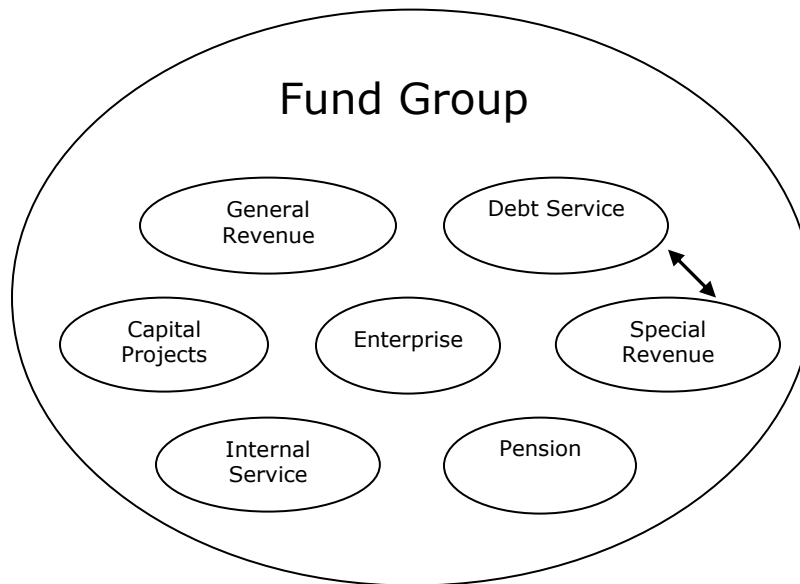 Fund Group
General
Revenue
Debt Service
Capital
Projects
Enterprise
Special
Revenue
Internal
Service
Pension